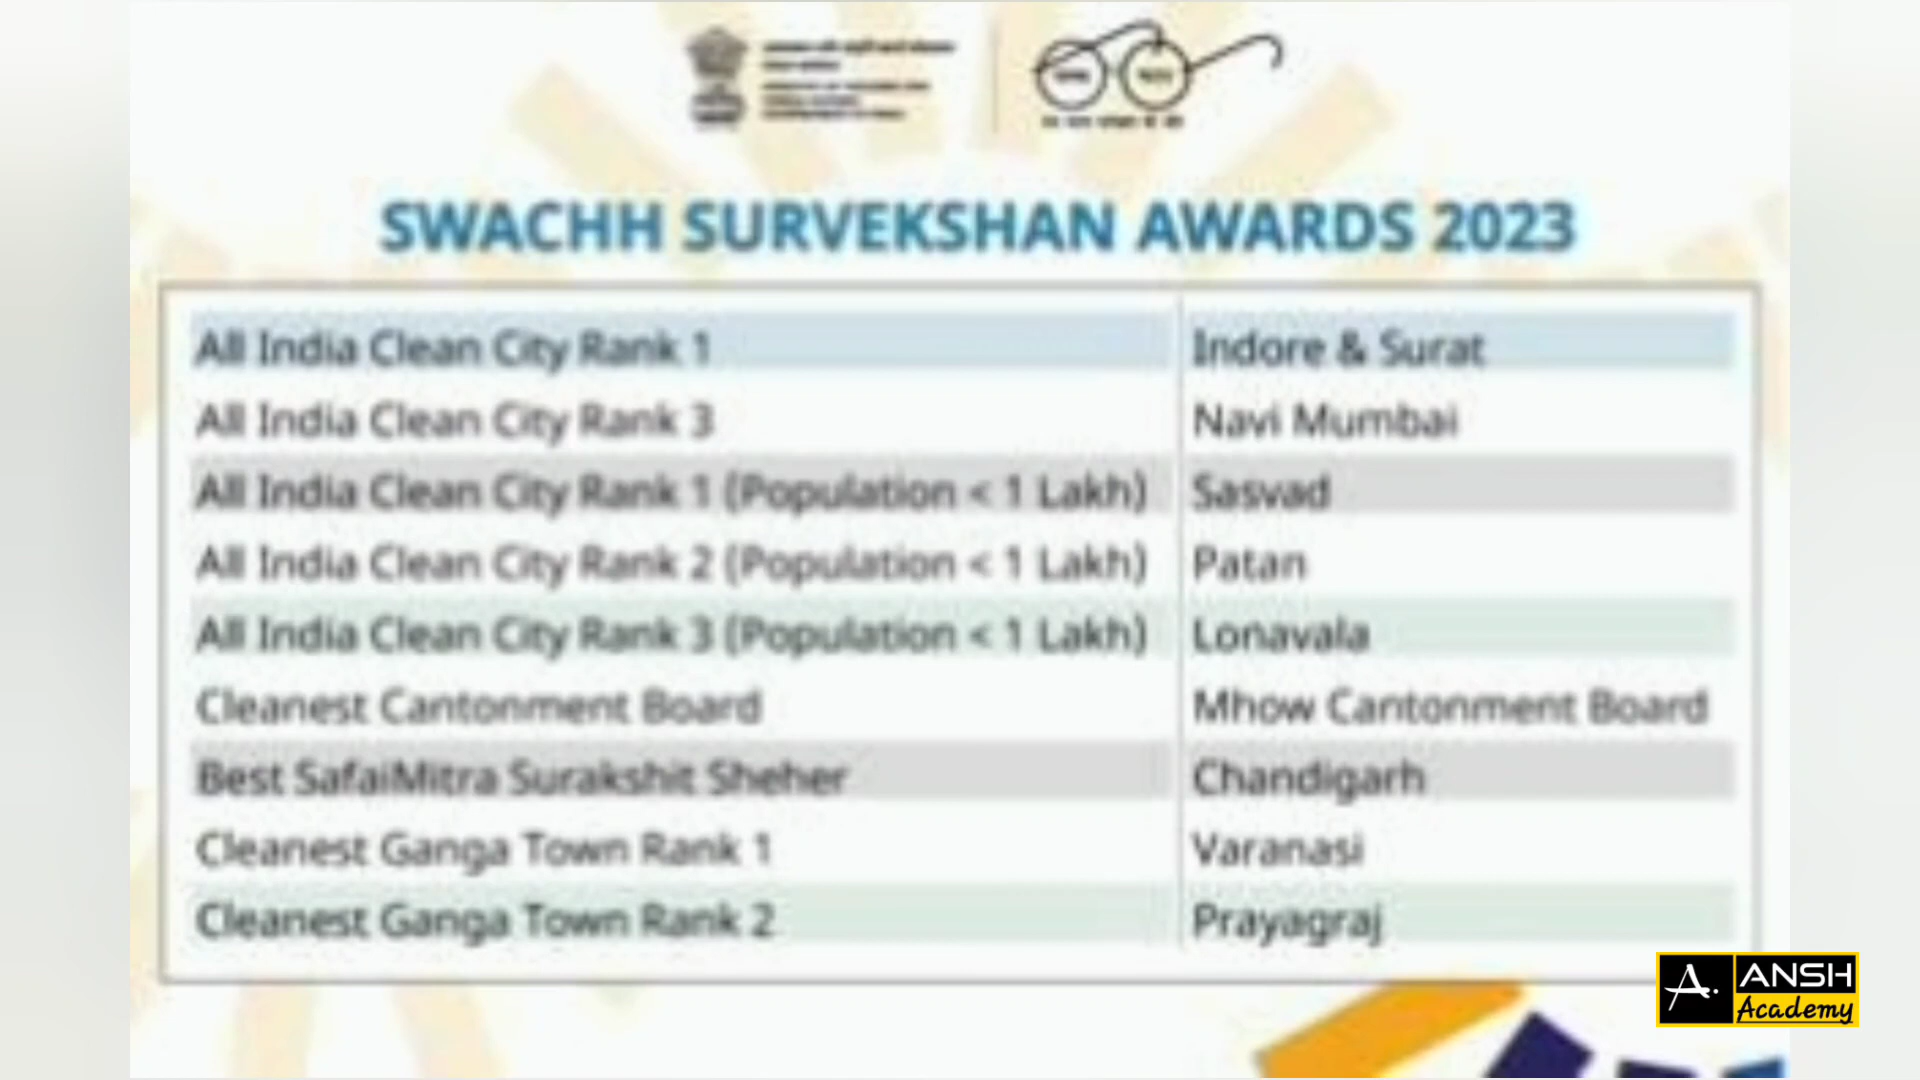 SWACHH SURVEKSHAN AWARDS 2023
All India Clean City Rank 1 Indore & Surat
All India Clean City Rank 3 Navi Mumbai
All India Clean City Rank 1 (Population < 1 Lakh) Sasvad
All India Clean City Rank 2 (Population < 1 Lakh) Patan
All India Clean City Rank 3 (Population < 1 Lakh) Lonavala
Cleanest Cantonment Board Mhow Cantonment Board
Best SafaiMitra Surakshit Sheher Chandigarh
Cleanest Ganga Town Rank 1 Varanasi
Cleanest Ganga Town Rank 2 Prayagraj
A. ANSH
Academy